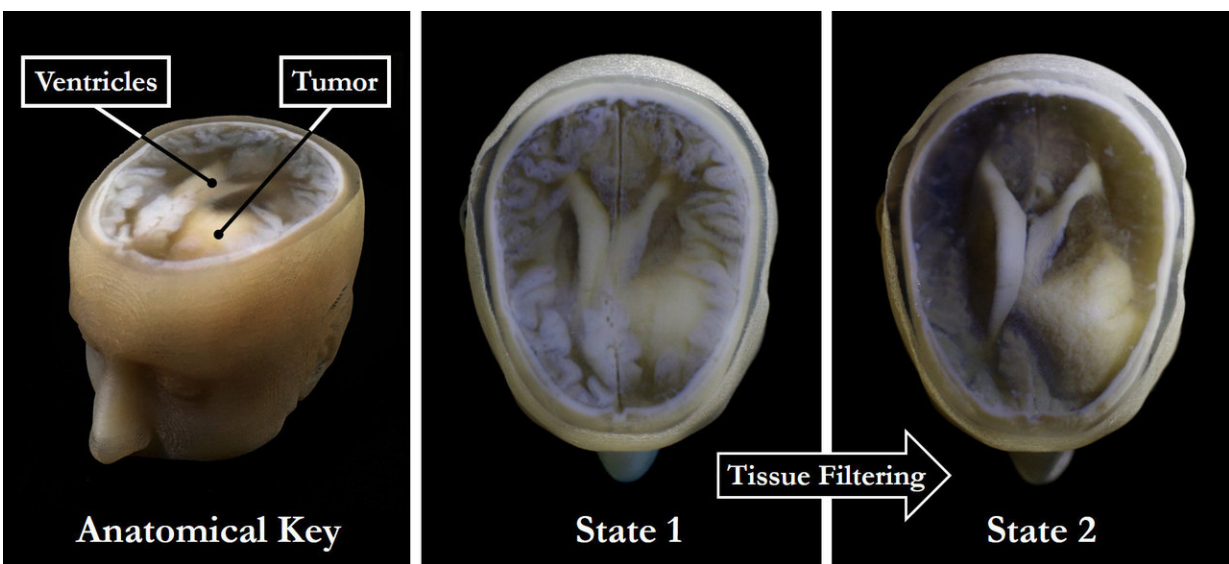 Ventricles
Tumor
Tissue Filtering
Anatomical Key
State 1
State 2